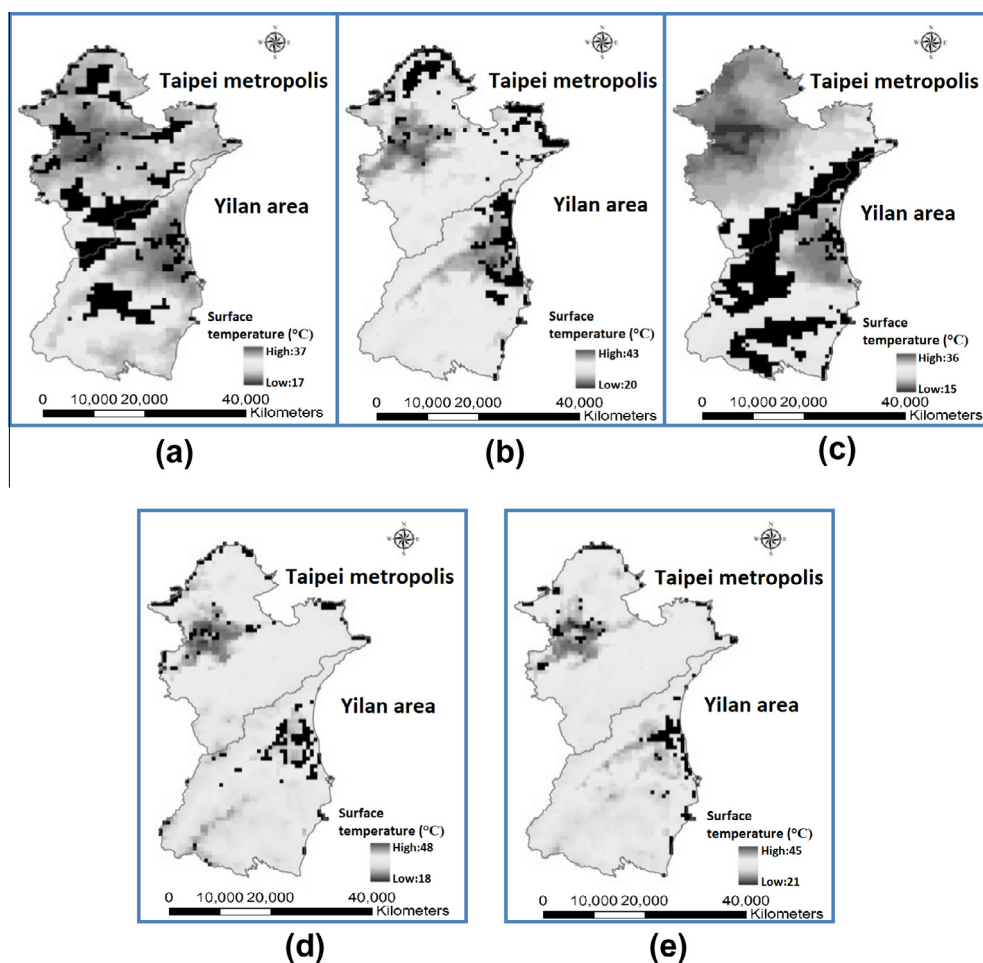 N
W E
S
Taipei metropolis
Yilan area
Surface
temperature (°C)
High:37
Low:17
0 10,000 20,000 40,000
Kilometers
(a)
N
W E
S
Taipei metropolis
Yilan area
Surface
temperature (°C)
High:43
Low:20
0 10,000 20,000 40,000
Kilometers
(b)
N
W E
S
Taipei metropolis
Yilan area
Surface
temperature (°C)
High:36
Low:15
0 10,000 20,000 40,000
Kilometers
(c)
N
W E
S
Taipei metropolis
Yilan area
Surface
temperature (°C)
High:48
Low:18
0 10,000 20,000 40,000
Kilometers
(d)
N
W E
S
Taipei metropolis
Yilan area
Surface
temperature (°C)
High:45
Low:21
0 10,000 20,000 40,000
Kilometers
(e)